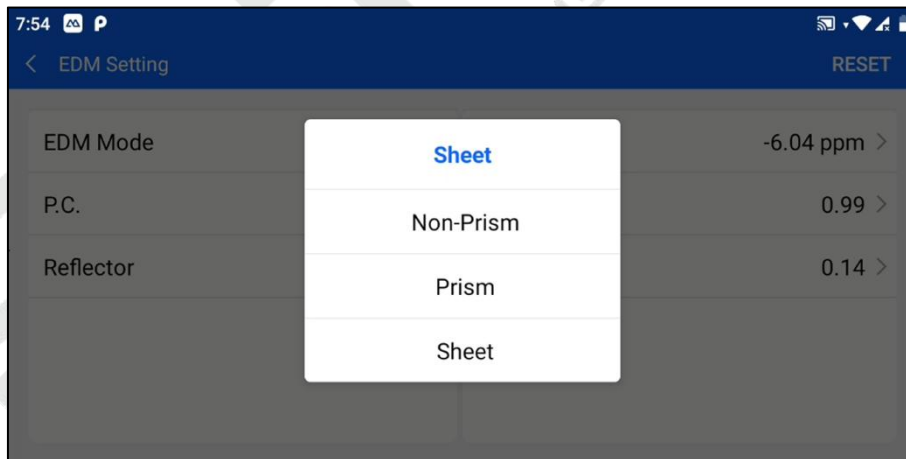 7:54
EDM Setting
RESET
EDM Mode
-6.04 ppm
P.C.
0.99
Reflector
0.14
Sheet
Non-Prism
Prism
Sheet